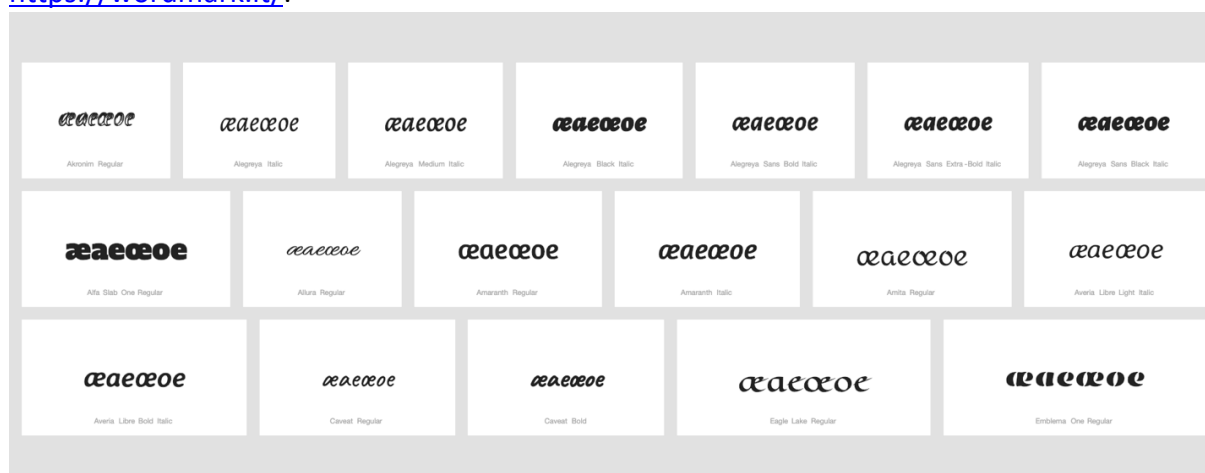 https://wordmark.it/.
æaeœoe æaeœoe æaeœoe æaeœoe æaeœoe æaeœoe æaeœoe
Akronim Regular Alegreya Italic Alegreya Medium Italic Alegreya Black Italic Alegreya Sans Bold Italic Alegreya Sans Extra-Bold Italic Alegreya Sans Black Italic
æaeœoe æaeœoe æaeœoe æaeœoe æaeœoe æaeœoe
Alfa Slab One Regular Allura Regular Amaranth Regular Amaranth Italic Amita Regular Averia Libre Light Italic
æaeœoe æaeœoe æaeœoe æaeœoe æaeœoe
Averia Libre Bold Italic Caveat Regular Caveat Bold Eagle Lake Regular Emblema One Regular